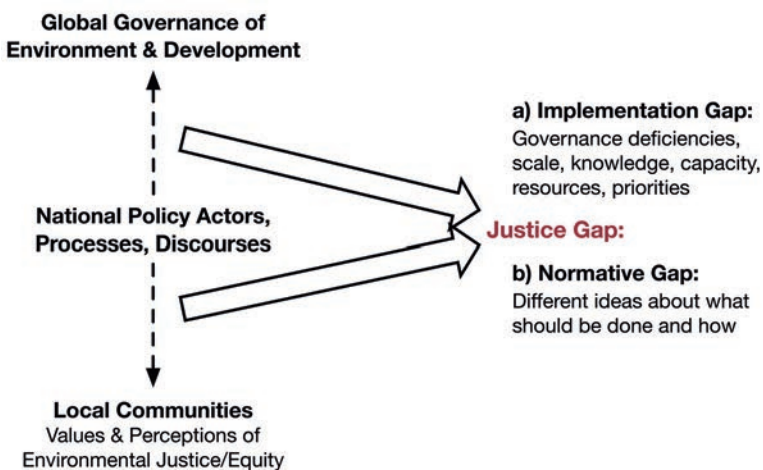 Global Governance of
Environment & Development
National Policy Actors,
Processes, Discourses
Local Communities
Values & Perceptions of
Environmental Justice/Equity
a) Implementation Gap:
Governance deficiencies,
scale, knowledge, capacity,
resources, priorities
Justice Gap:
b) Normative Gap:
Different ideas about what
should be done and how